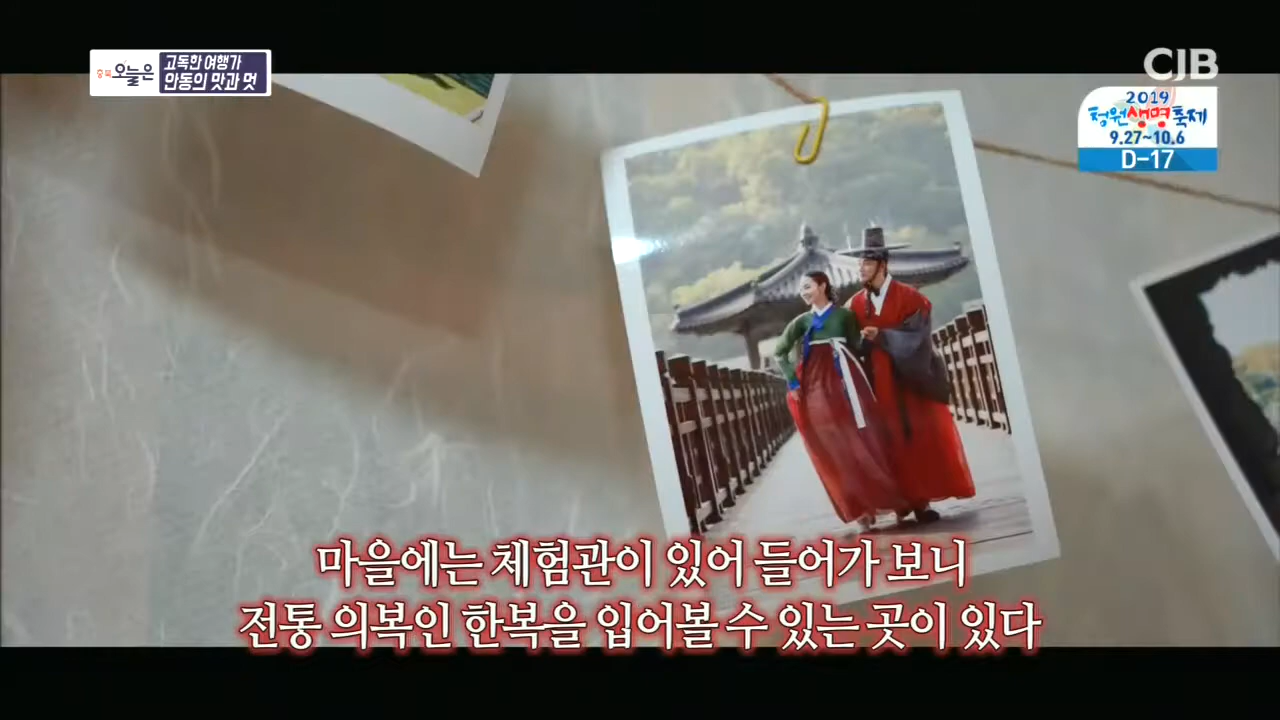 충북 오늘은
고독한 여행가
안동의 맛과 멋
CJB
2019
청원생명축제
9.27~10.6
D-17
마을에는 체험관이 있어 들어가 보니
전통 의복인 한복을 입어볼 수 있는 곳이 있다